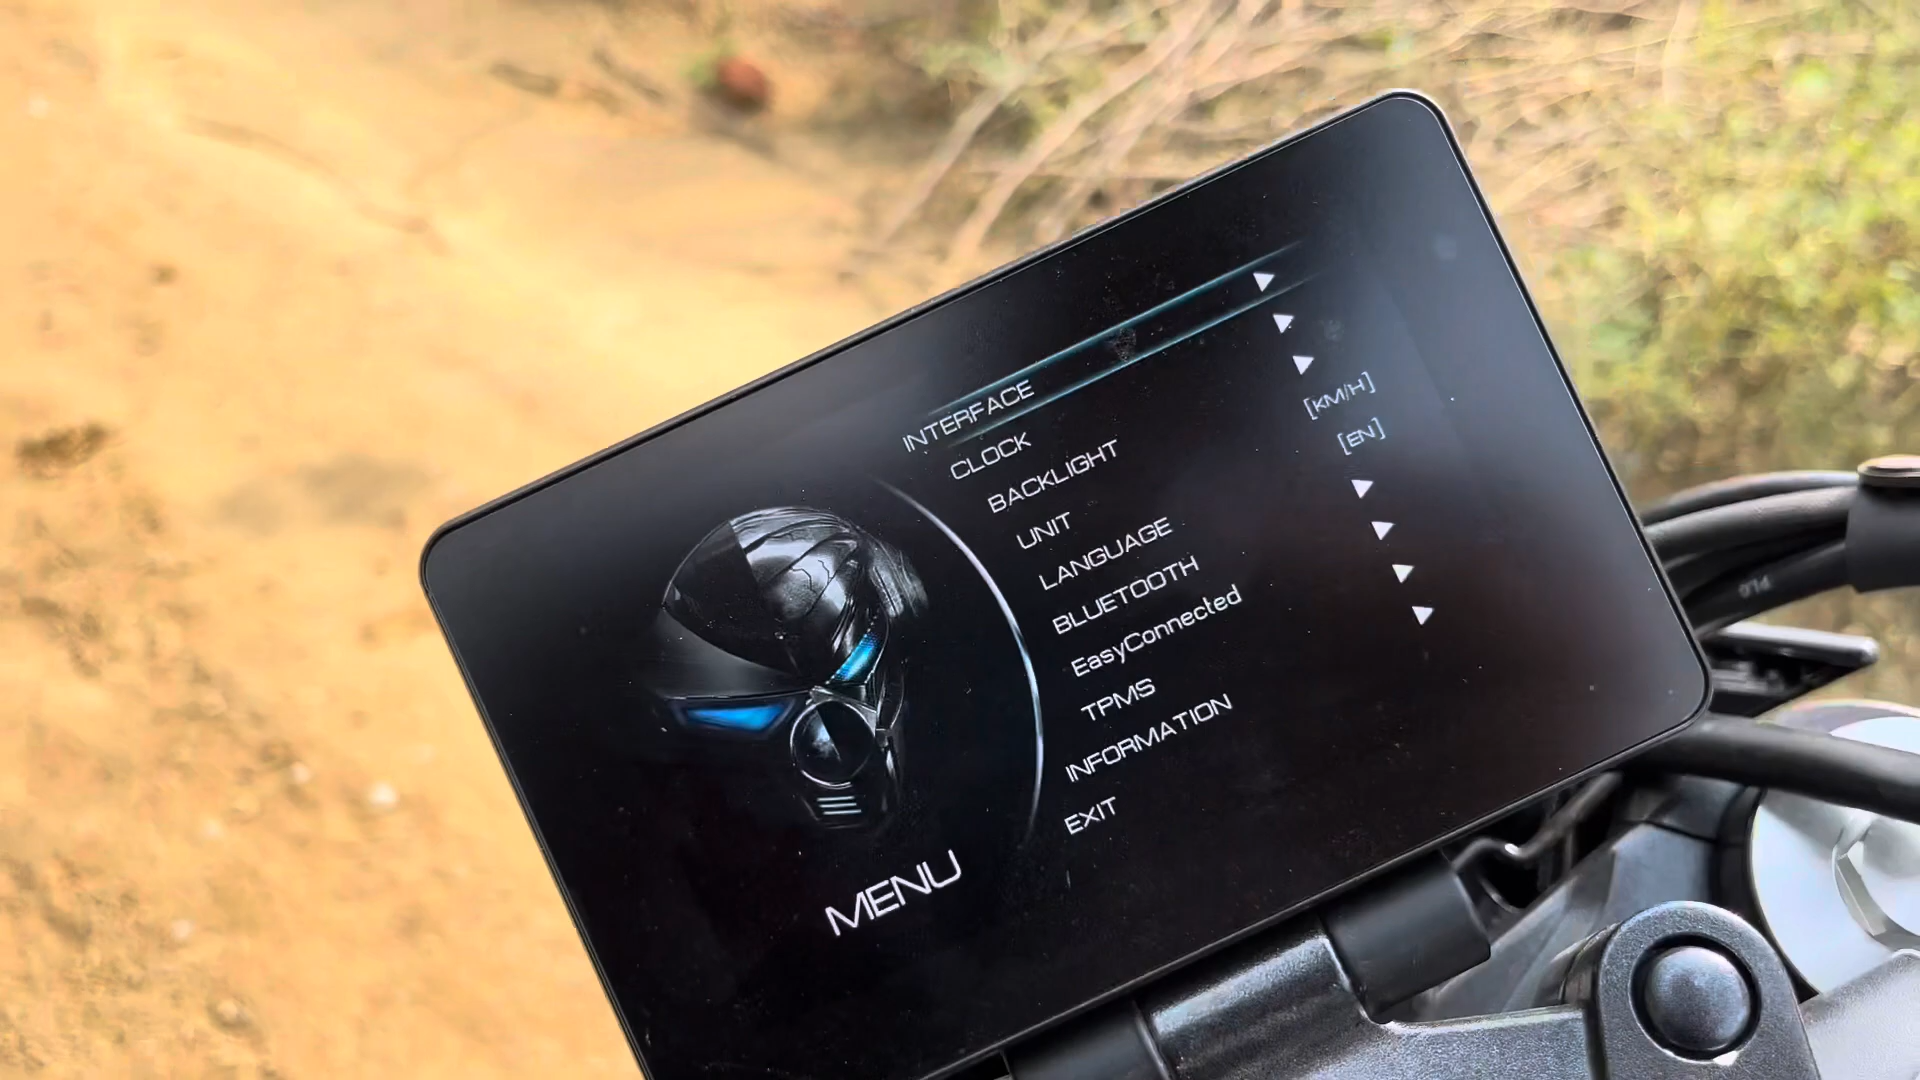 INTERFACE
CLOCK
BACKLIGHT
UNIT [KM/H]
LANGUAGE [EN]
BLUETOOTH
EasyConnected
TPMS
INFORMATION
EXIT
MENU